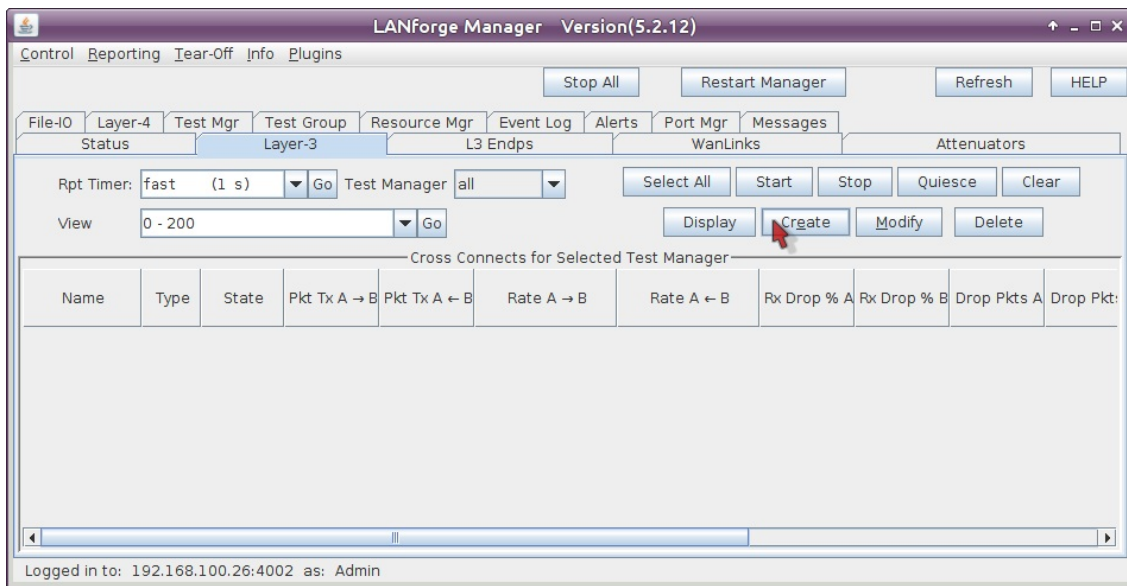 LANforge Manager Version(5.2.12)
Control Reporting Tear-Off Info Plugins
Stop All Restart Manager Refresh HELP
File-IO Layer-4 Test Mgr Test Group Resource Mgr Event Log Alerts Port Mgr Messages
Status Layer-3 L3 Endps WanLinks Attenuators
Rpt Timer: fast (1 s) Go Test Manager all Select All Start Stop Quiesce Clear
View 0 - 200 Go Display Create Modify Delete
Cross Connects for Selected Test Manager
Name Type State Pkt Tx A → B Pkt Tx A ← B Rate A → B Rate A ← B Rx Drop % A Rx Drop % B Drop Pkts A Drop Pkts
Logged in to: 192.168.100.26:4002 as: Admin